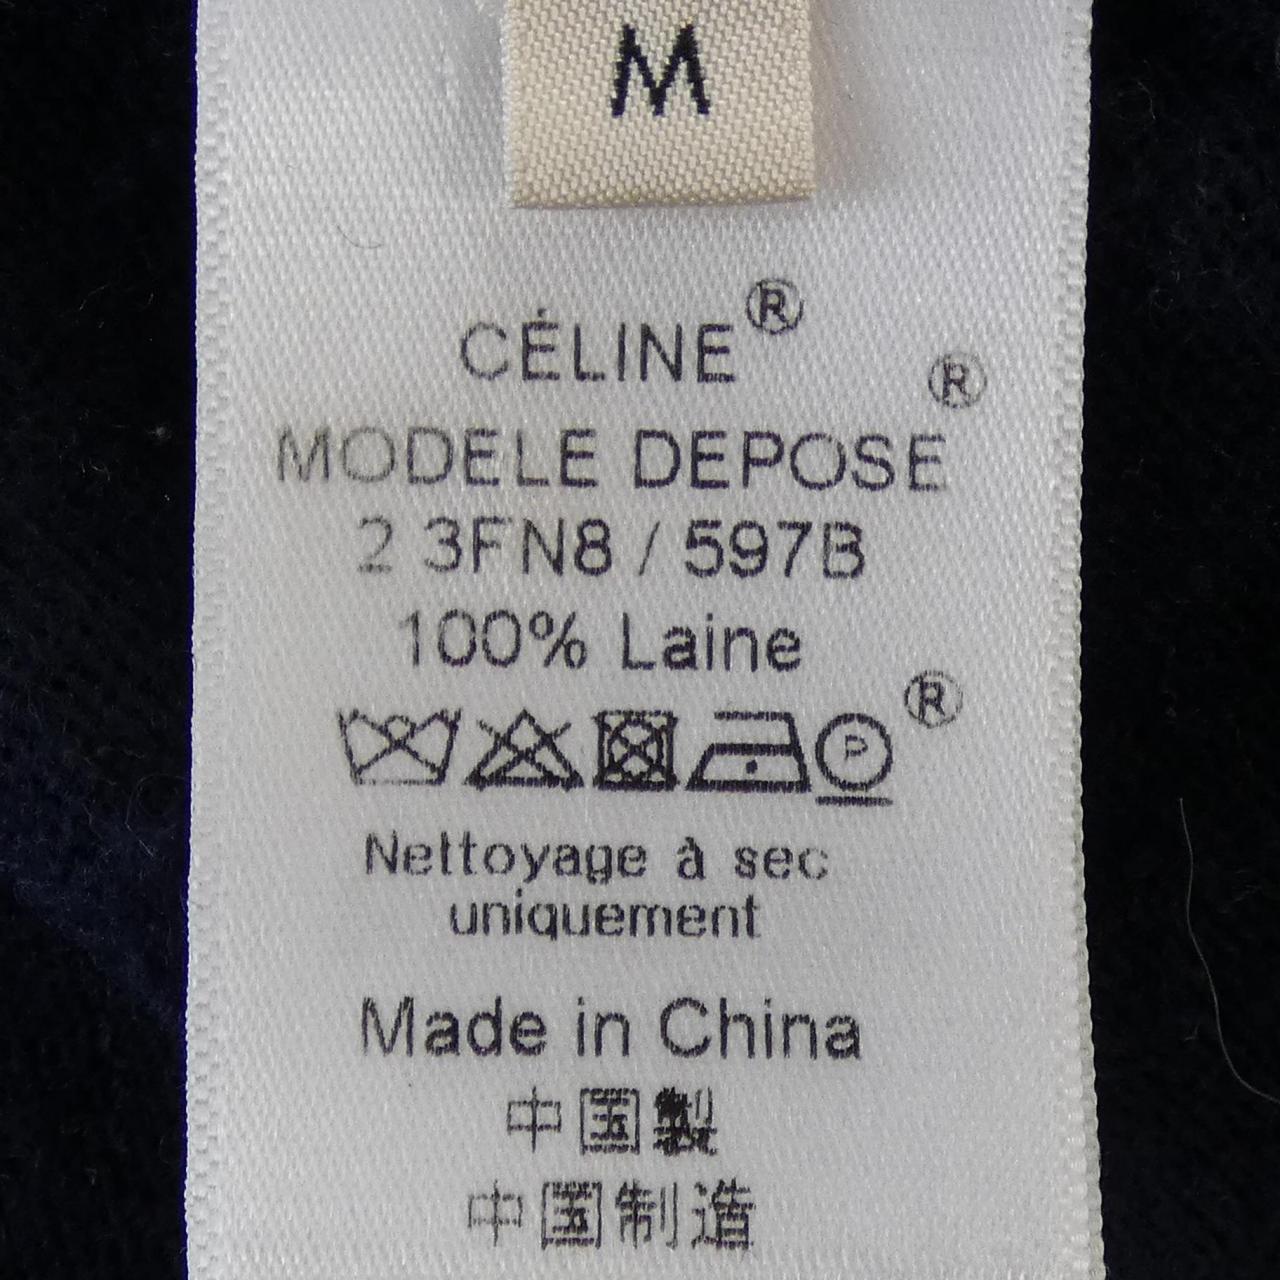 M
CÉLINE®
MODELE DEPOSE®
2 3FN8 / 597B
100% Laine
P ®
Nettoyage à sec
uniquement
Made in China
中国製
中国制造